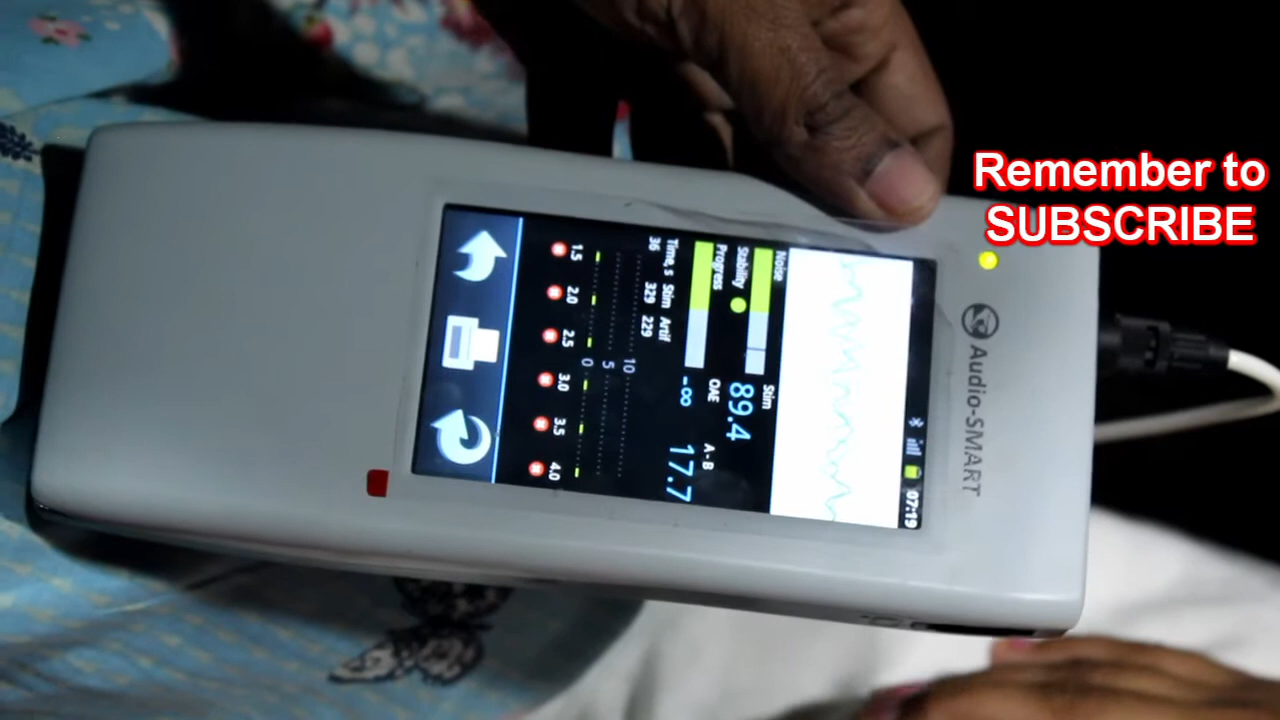 Remember to
SUBSCRIBE
Audio-SMART
07:19
Noise
Stability
Progress
Stim
89.4
OAE
-∞
A - B
17.7
Time, s Stim Artif
36 329 229
10
5
0
1.5 2.0 2.5 3.0 3.5 4.0